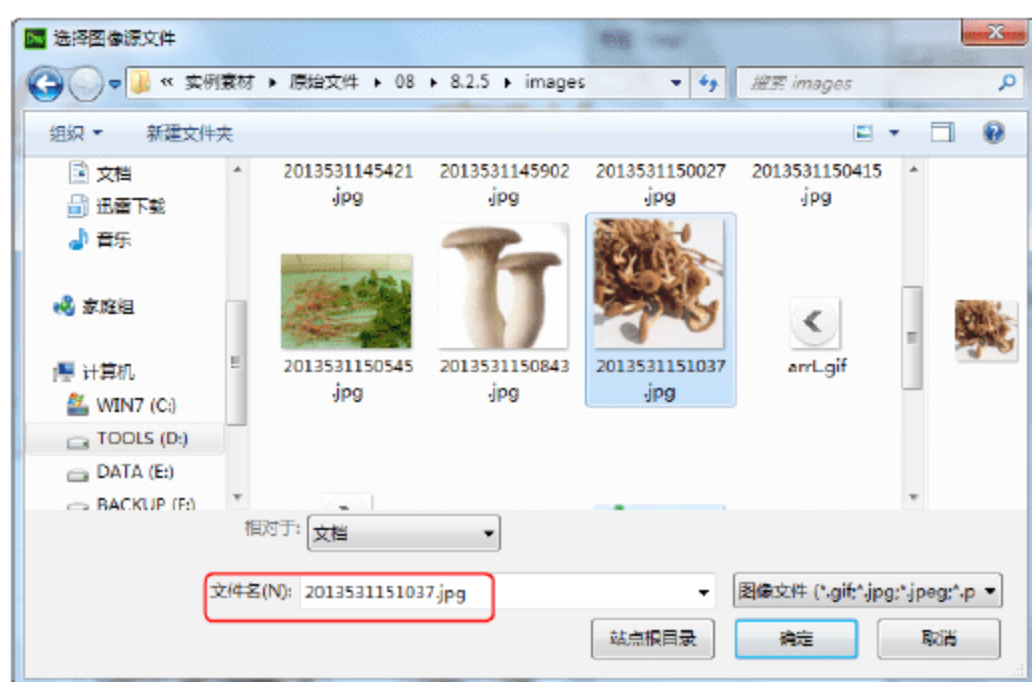 Dw 选择图像源文件
« 实例素材 ▸ 原始文件 ▸ 08 ▸ 8.2.5 ▸ images
搜索 images
组织 新建文件夹
文档
迅雷下载
音乐
家庭组
计算机
WIN7 (C:)
TOOLS (D:)
DATA (E:)
BACKUP (F:)
2013531145421
.jpg
2013531145902
.jpg
2013531150027
.jpg
2013531150415
.jpg
2013531150545
.jpg
2013531150843
.jpg
2013531151037
.jpg
arrL.gif
相对于: 文档
文件名(N): 2013531151037.jpg
图像文件 (*.gif;*.jpg;*.jpeg;*.p
站点根目录 确定 取消